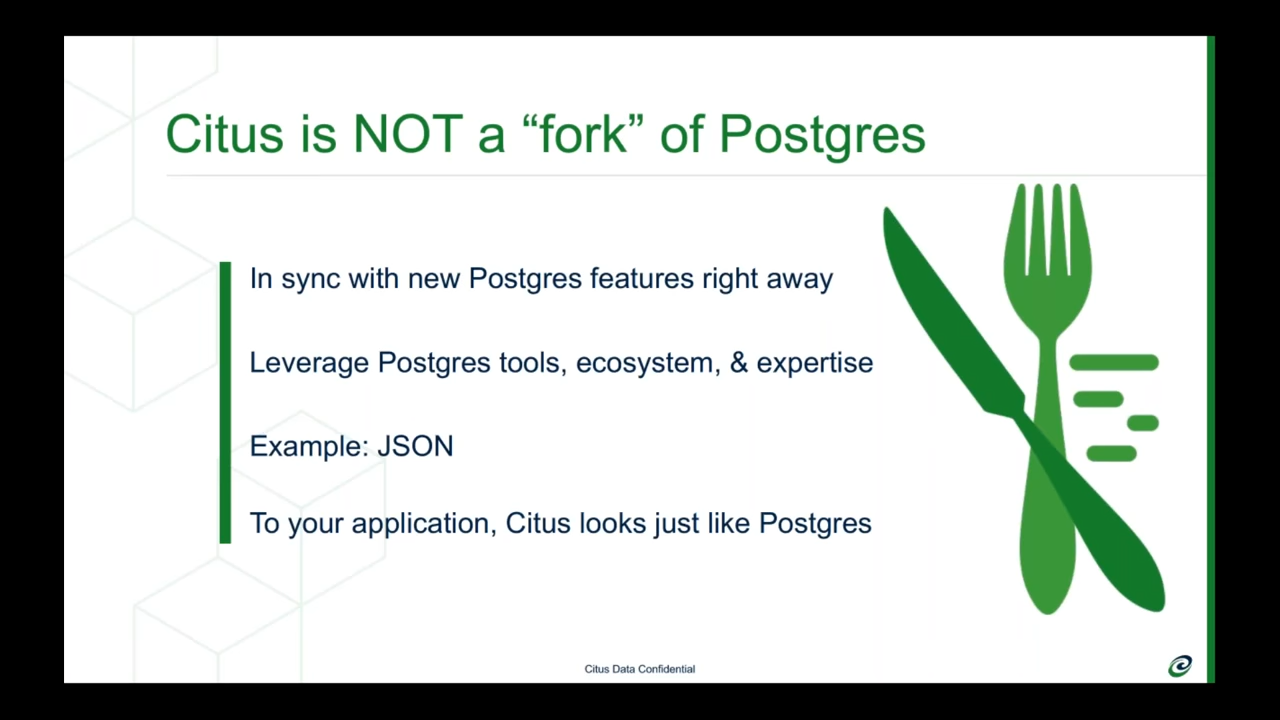 Citus is NOT a “fork” of Postgres
In sync with new Postgres features right away
Leverage Postgres tools, ecosystem, & expertise
Example: JSON
To your application, Citus looks just like Postgres
Citus Data Confidential